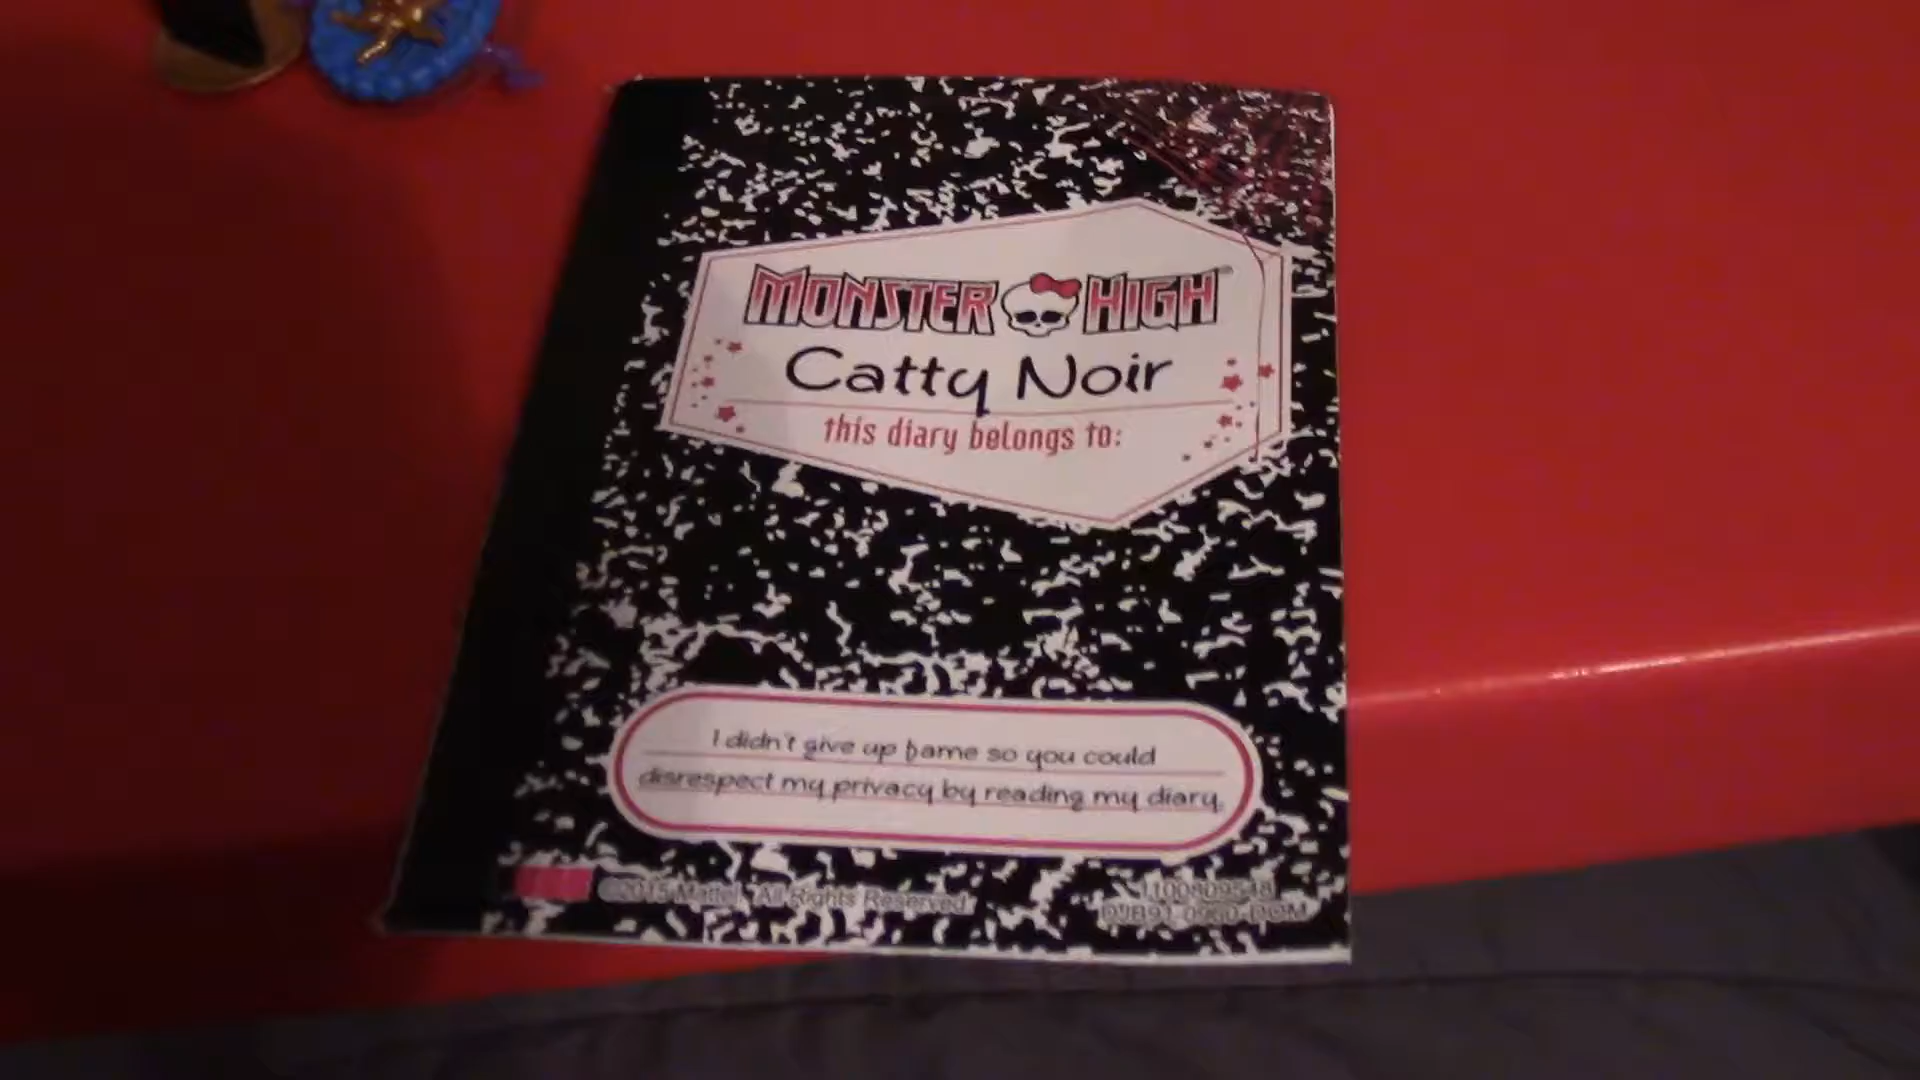 MONSTER HIGH
Catty Noir
this diary belongs to:
I didn't give up fame so you could
disrespect my privacy by reading my diary.
©2015 Mattel. All Rights Reserved.
1100809548